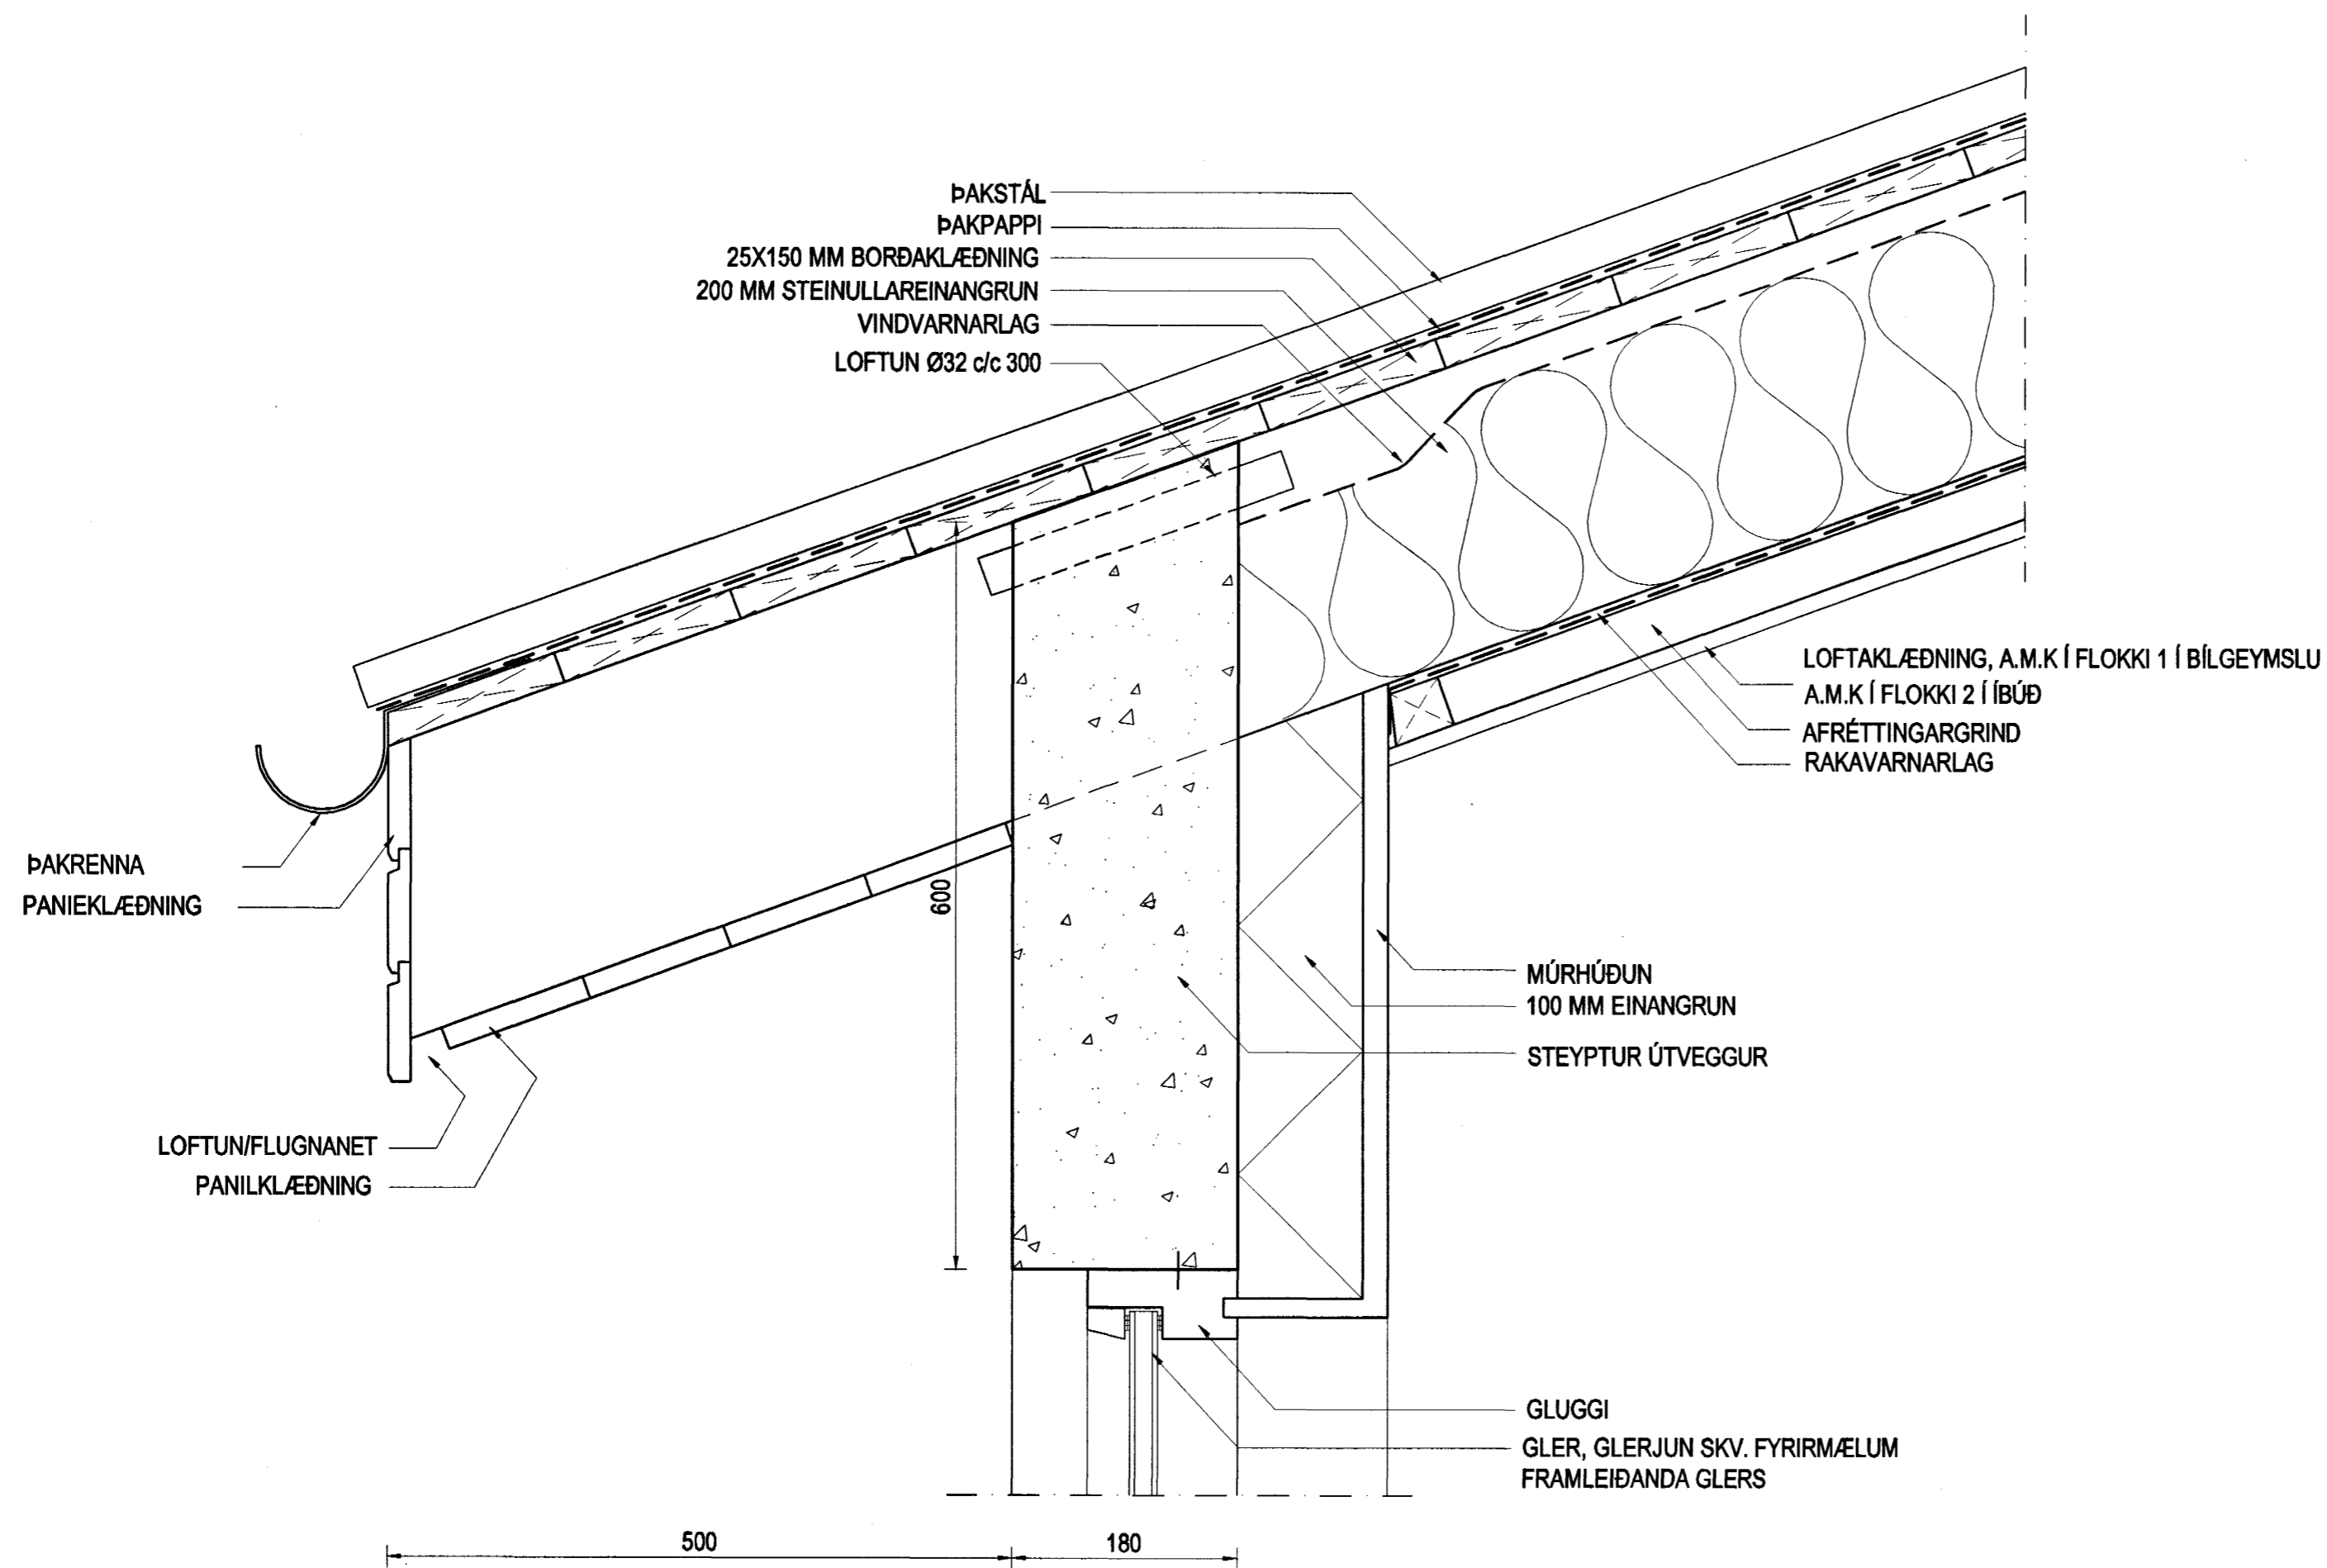 ÞAKSTÁL
ÞAKPAPPI
25X150 MM BORÐAKLÆÐNING
200 MM STEINULLAREINANGRUN
VINDVARNARLAG
LOFTUN Ø32 c/c 300
LOFTAKLÆÐNING, A.M.K Í FLOKKI 1 Í BÍLGEYMSLU
A.M.K Í FLOKKI 2 Í ÍBÚÐ
AFRÉTTINGARGRIND
RAKAVARNARLAG
ÞAKRENNA
PANIEKLÆÐNING
600
MÚRHÚÐUN
100 MM EINANGRUN
STEYPTUR ÚTVEGGUR
LOFTUN/FLUGNANET
PANILKLÆÐNING
GLUGGI
GLER, GLERJUN SKV. FYRIRMÆLUM
FRAMLEIÐANDA GLERS
500
180